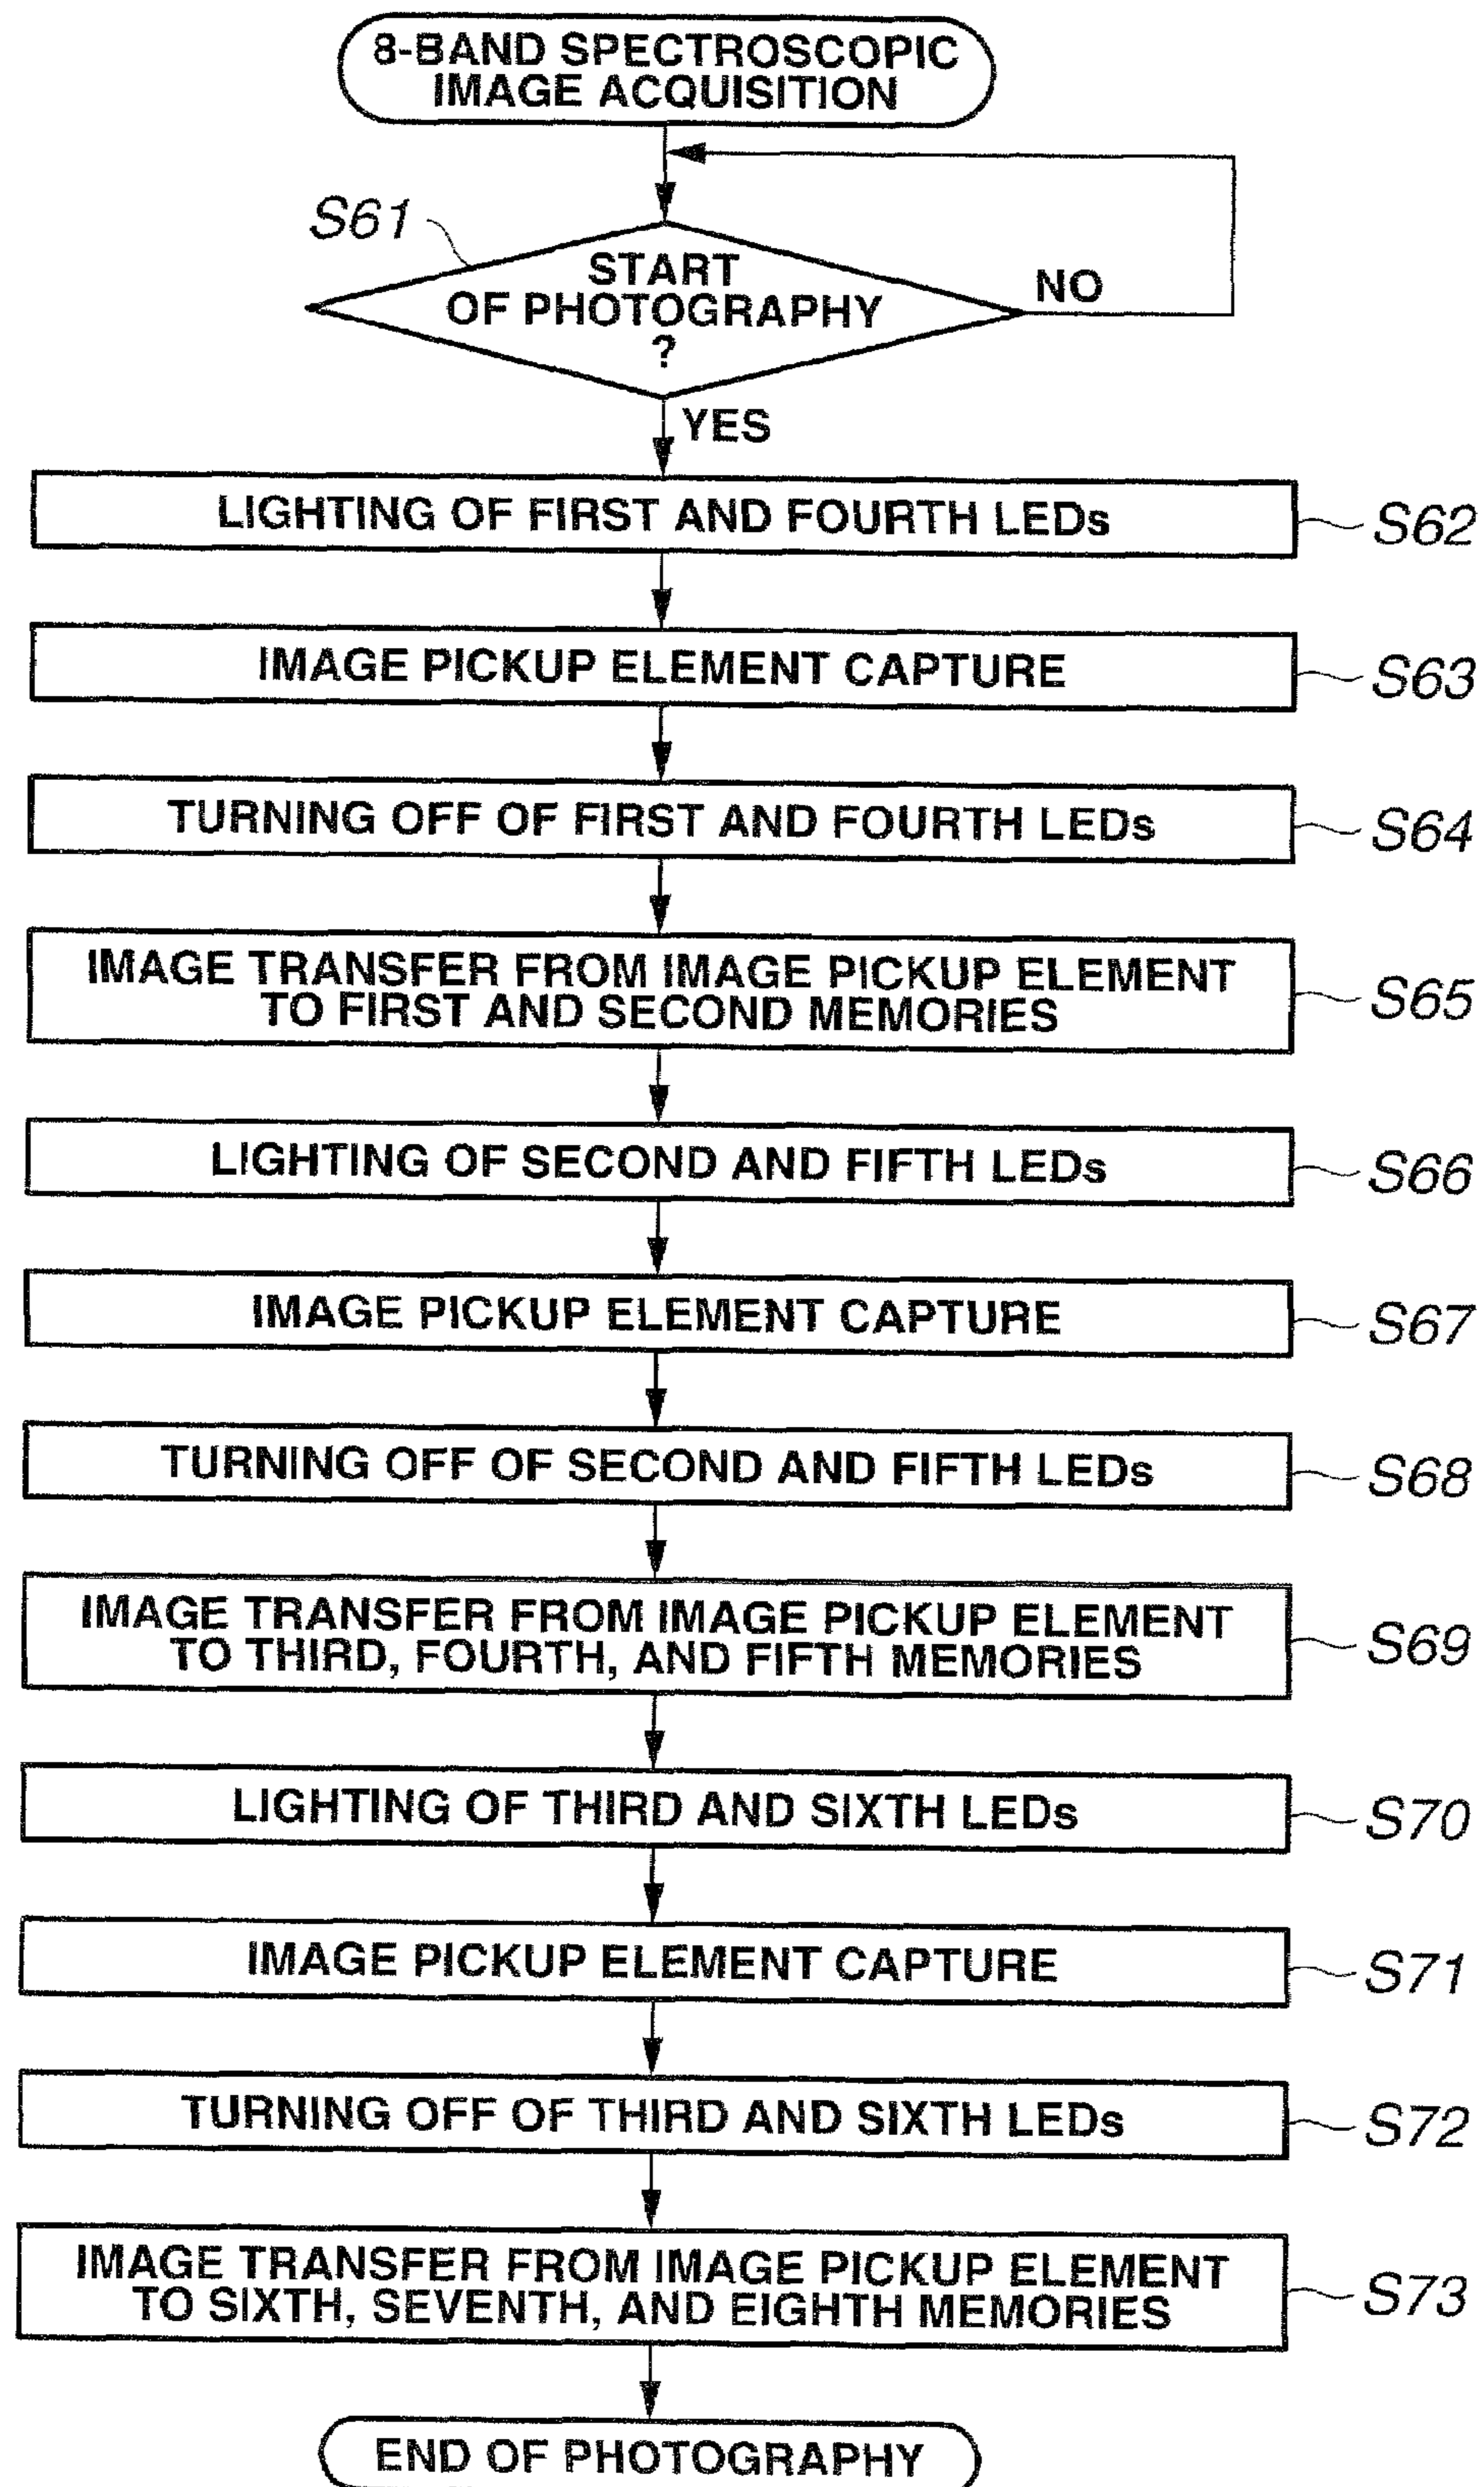 8-BAND SPECTROSCOPIC
IMAGE ACQUISITION
S61
START
OF PHOTOGRAPHY
?
NO
YES
LIGHTING OF FIRST AND FOURTH LEDs
S62
IMAGE PICKUP ELEMENT CAPTURE
S63
TURNING OFF OF FIRST AND FOURTH LEDs
S64
IMAGE TRANSFER FROM IMAGE PICKUP ELEMENT
TO FIRST AND SECOND MEMORIES
S65
LIGHTING OF SECOND AND FIFTH LEDs
S66
IMAGE PICKUP ELEMENT CAPTURE
S67
TURNING OFF OF SECOND AND FIFTH LEDs
S68
IMAGE TRANSFER FROM IMAGE PICKUP ELEMENT
TO THIRD, FOURTH, AND FIFTH MEMORIES
S69
LIGHTING OF THIRD AND SIXTH LEDs
S70
IMAGE PICKUP ELEMENT CAPTURE
S71
TURNING OFF OF THIRD AND SIXTH LEDs
S72
IMAGE TRANSFER FROM IMAGE PICKUP ELEMENT
TO SIXTH, SEVENTH, AND EIGHTH MEMORIES
S73
END OF PHOTOGRAPHY